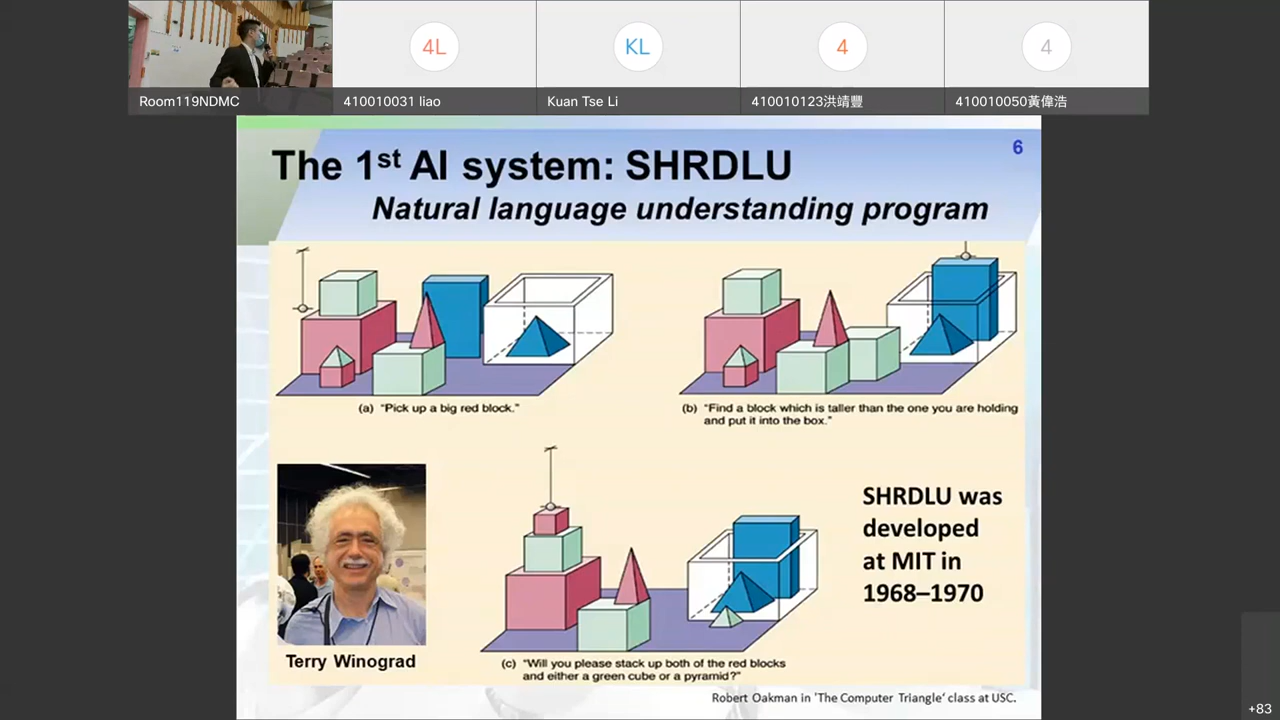 4L
KL
4
4
Room119NDMC
410010031 liao
Kuan Tse Li
410010123洪靖豐
410010050黃偉浩
6
The 1st AI system: SHRDLU
Natural language understanding program
(a) "Pick up a big red block."
(b) "Find a block which is taller than the one you are holding
and put it into the box."
SHRDLU was
developed
at MIT in
1968–1970
Terry Winograd
(c) "Will you please stack up both of the red blocks
and either a green cube or a pyramid?"
Robert Oakman in 'The Computer Triangle' class at USC.
+83